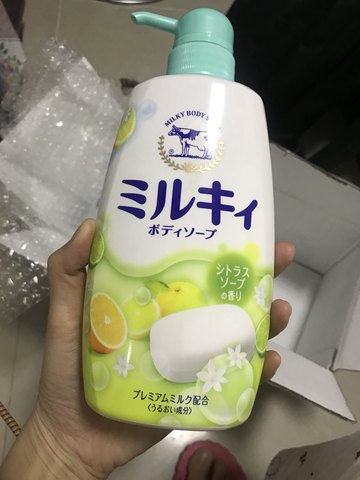 MILKY BODY S
ミルキィ
ボディソープ
シトラス
ソープ
の香り
プレミアムミルク配合
〈うるおい成分〉